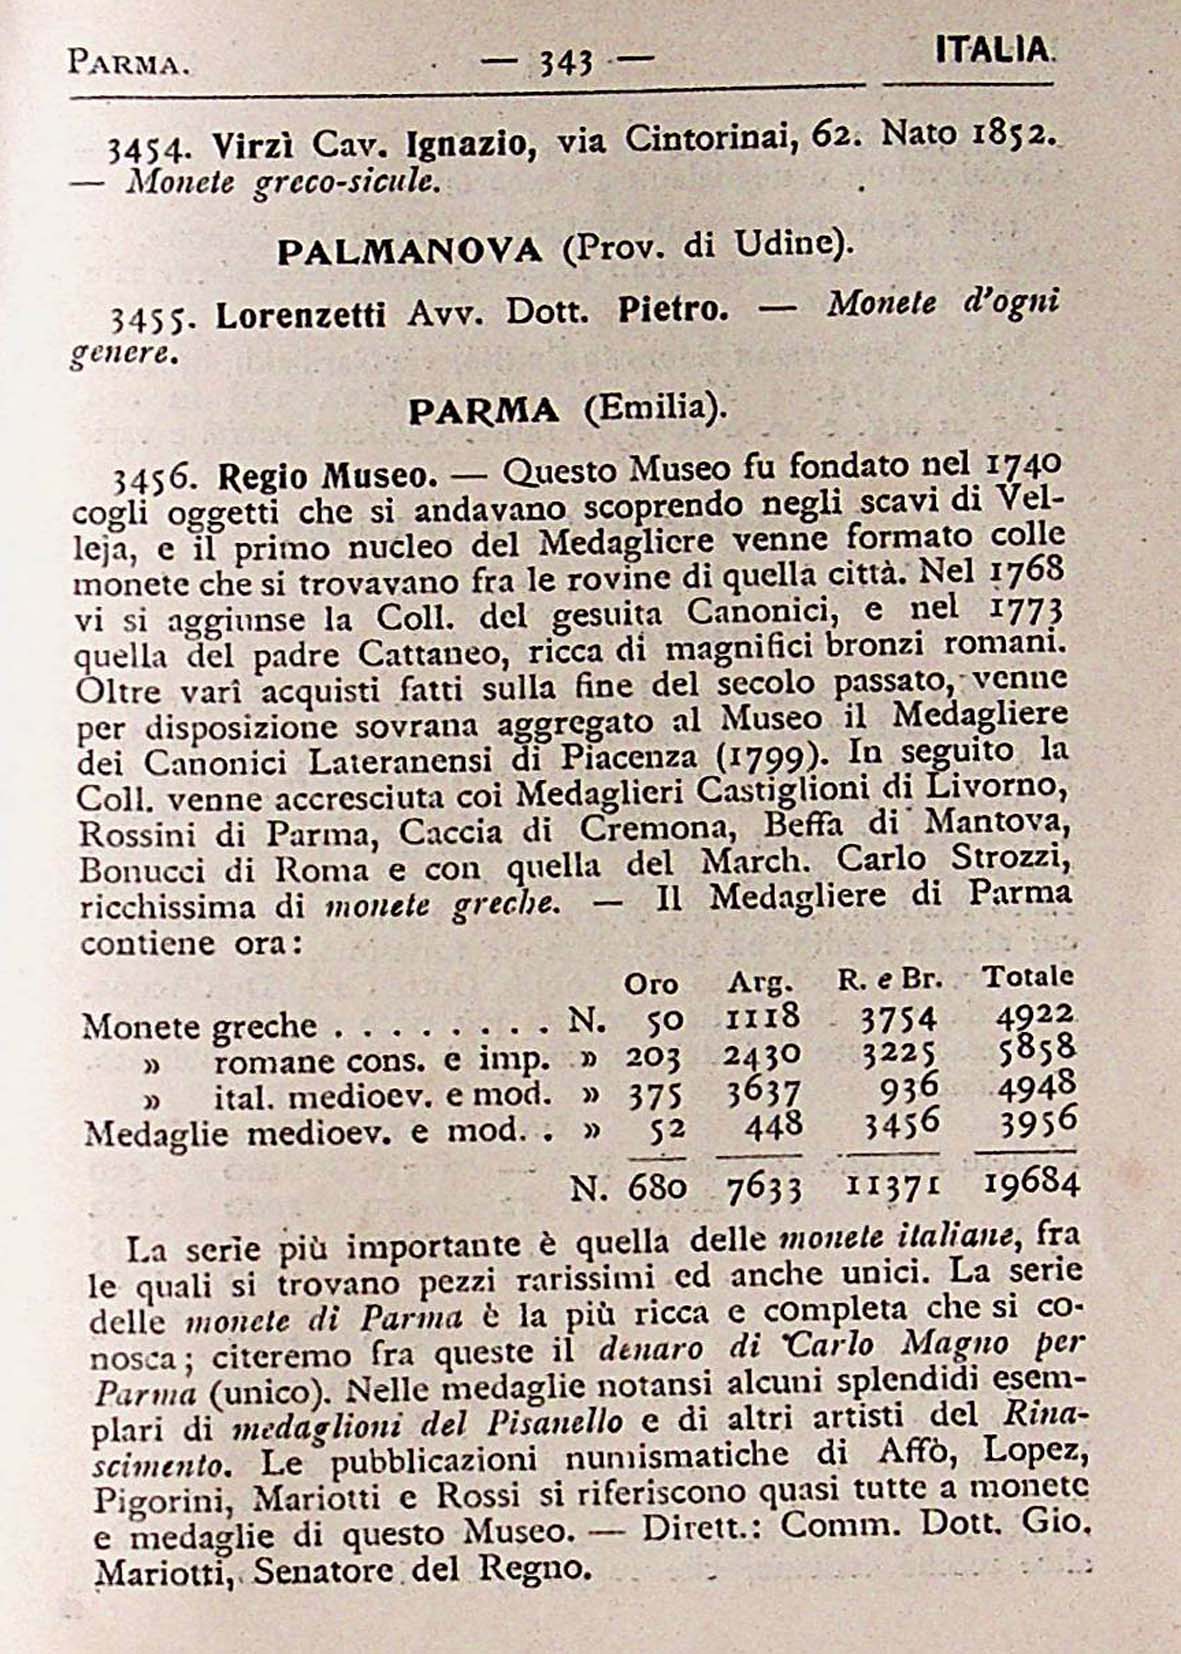 PARMA. — 343 — ITALIA.
3454. Virzì Cav. Ignazio, via Cintorinai, 62. Nato 1852.
— Monete greco-sicule.
PALMANOVA (Prov. di Udine).
3455. Lorenzetti Avv. Dott. Pietro. — Monete d'ogni
genere.
PARMA (Emilia).
3456. Regio Museo. — Questo Museo fu fondato nel 1740
cogli oggetti che si andavano scoprendo negli scavi di Vel-
leja, e il primo nucleo del Medagliere venne formato colle
monete che si trovavano fra le rovine di quella città. Nel 1768
vi si aggiunse la Coll. del gesuita Canonici, e nel 1773
quella del padre Cattaneo, ricca di magnifici bronzi romani.
Oltre varî acquisti fatti sulla fine del secolo passato, venne
per disposizione sovrana aggregato al Museo il Medagliere
dei Canonici Lateranensi di Piacenza (1799). In seguito la
Coll. venne accresciuta coi Medaglieri Castiglioni di Livorno,
Rossini di Parma, Caccia di Cremona, Beffa di Mantova,
Bonucci di Roma e con quella del March. Carlo Strozzi,
ricchissima di monete greche. — Il Medagliere di Parma
contiene ora:
Oro Arg. R. e Br. Totale
Monete greche . . . . . . . . . N. 50 1118 3754 4922
» romane cons. e imp. » 203 2430 3225 5858
» ital. medioev. e mod. » 375 3637 936 4948
Medaglie medioev. e mod. . » 52 448 3456 3956
N. 680 7633 11371 19684
La serie più importante è quella delle monete italiane, fra
le quali si trovano pezzi rarissimi ed anche unici. La serie
delle monete di Parma è la più ricca e completa che si co-
nosca; citeremo fra queste il denaro di Carlo Magno per
Parma (unico). Nelle medaglie notansi alcuni splendidi esem-
plari di medaglioni del Pisanello e di altri artisti del Rina-
scimento. Le pubblicazioni numismatiche di Affò, Lopez,
Pigorini, Mariotti e Rossi si riferiscono quasi tutte a monete
e medaglie di questo Museo. — Dirett.: Comm. Dott. Gio.
Mariotti, Senatore del Regno.